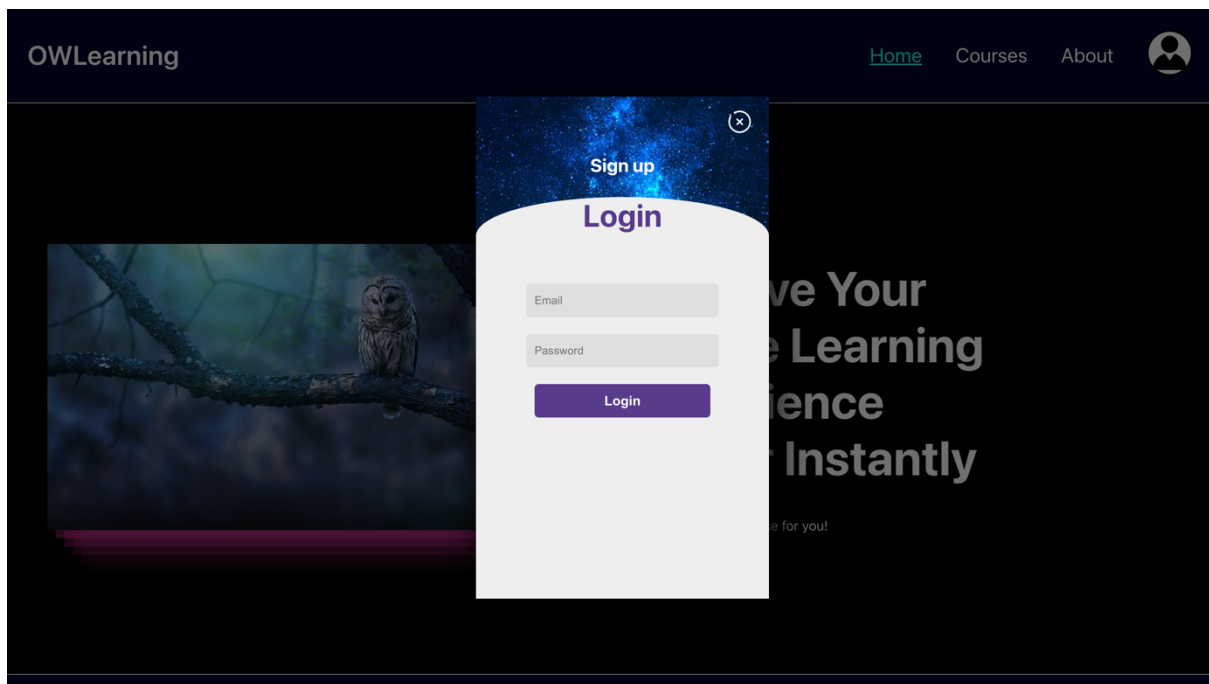 OWLearning
Home Courses About
Sign up
Login
Email
Password
Login
ve Your
Learning
ience
Instantly
e for you!